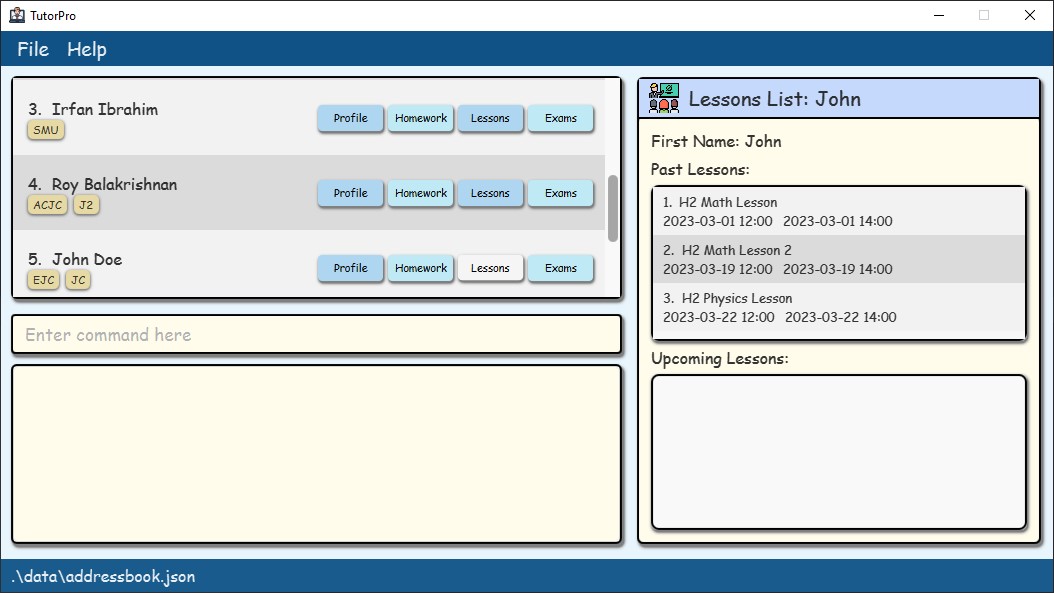 TutorPro
File Help
3. Irfan Ibrahim
SMU
Profile Homework Lessons Exams
4. Roy Balakrishnan
ACJC J2
Profile Homework Lessons Exams
5. John Doe
EJC JC
Profile Homework Lessons Exams
Enter command here
Lessons List: John
First Name: John
Past Lessons:
1. H2 Math Lesson
2023-03-01 12:00 2023-03-01 14:00
2. H2 Math Lesson 2
2023-03-19 12:00 2023-03-19 14:00
3. H2 Physics Lesson
2023-03-22 12:00 2023-03-22 14:00
Upcoming Lessons:
.\data\addressbook.json